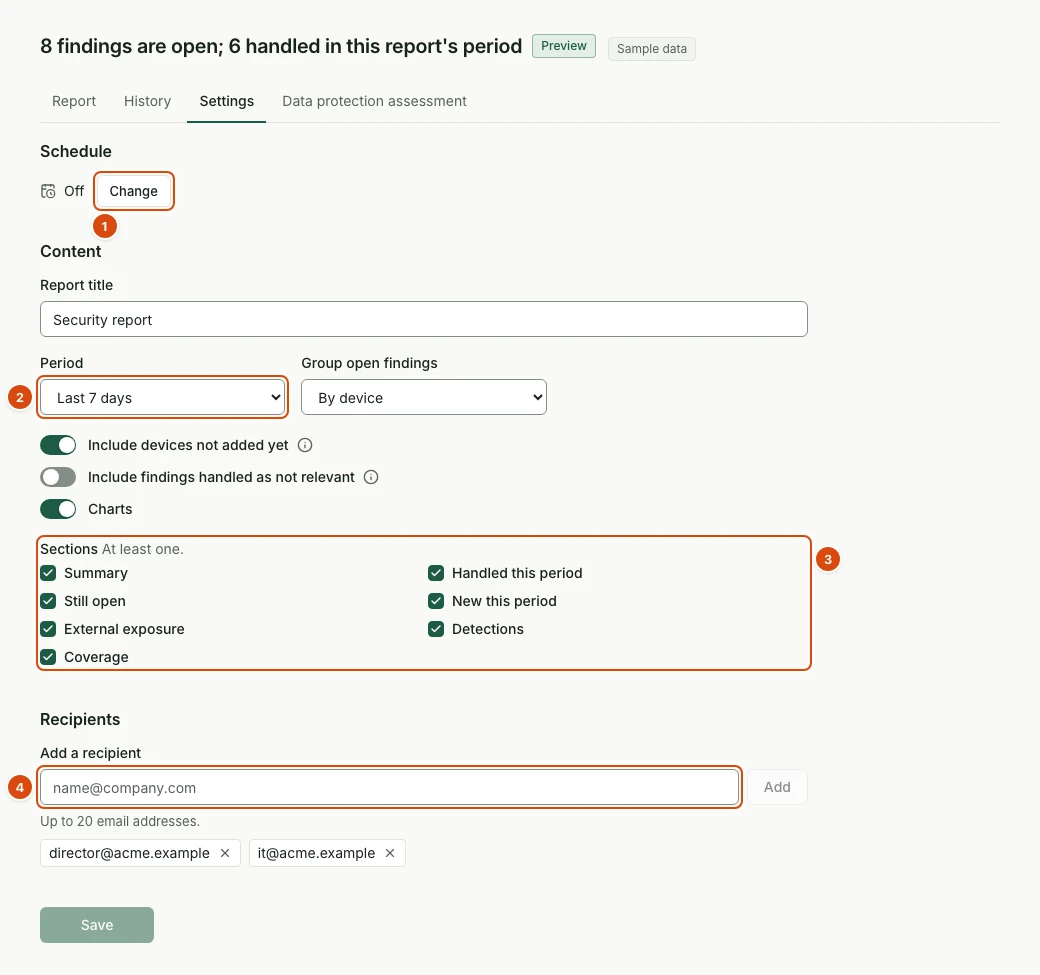 8 findings are open; 6 handled in this report's period Preview Sample data
Report History Settings Data protection assessment
Schedule
Off Change
1
Content
Report title
Security report
Period Group open findings
2 Last 7 days By device
Include devices not added yet
Include findings handled as not relevant
Charts
Sections At least one.
3
Summary Handled this period
Still open New this period
External exposure Detections
Coverage
Recipients
Add a recipient
4 name@company.com Add
Up to 20 email addresses.
director@acme.example it@acme.example
Save